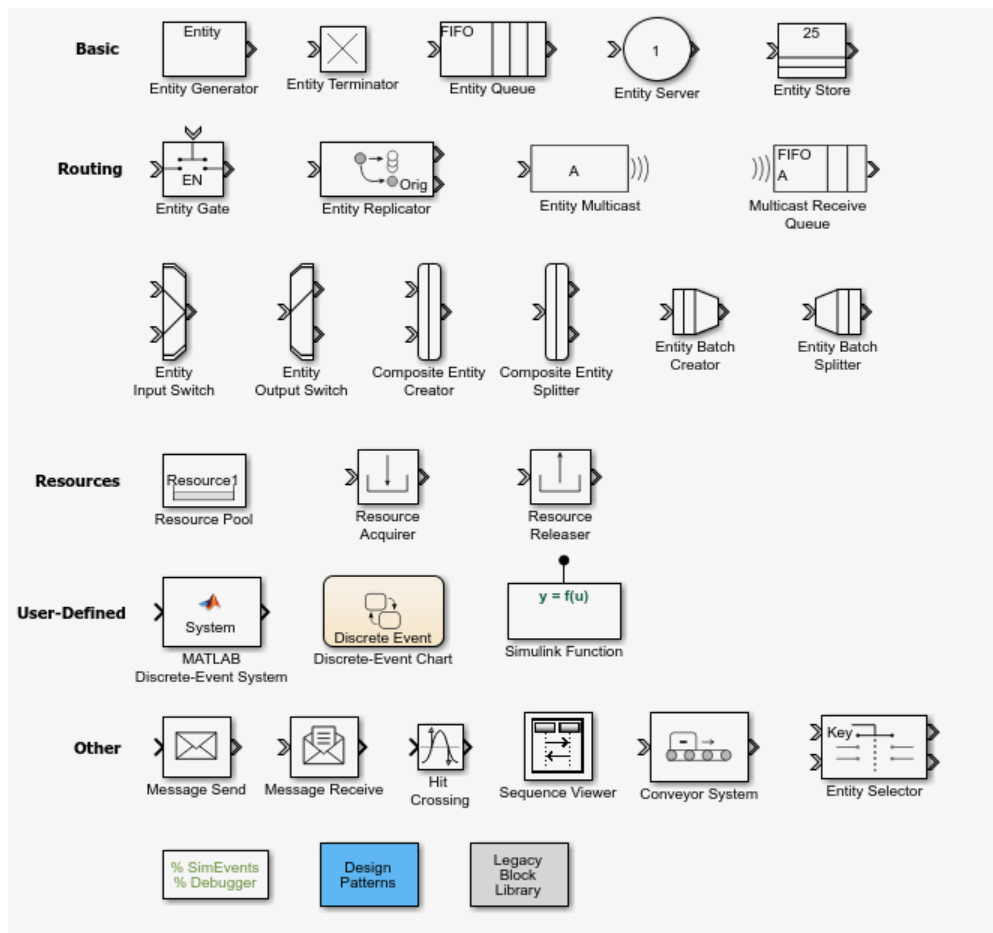 Basic
Entity
Entity Generator
Entity Terminator
FIFO
Entity Queue
1
Entity Server
25
Entity Store
Routing
EN
Entity Gate
Orig
Entity Replicator
A
Entity Multicast
FIFO
A
Multicast Receive
Queue
Entity
Input Switch
Entity
Output Switch
Composite Entity
Creator
Composite Entity
Splitter
Entity Batch
Creator
Entity Batch
Splitter
Resources
Resource1
Resource Pool
Resource
Acquirer
Resource
Releaser
User-Defined
System
MATLAB
Discrete-Event System
Discrete Event
Discrete-Event Chart
y = f(u)
Simulink Function
Other
Message Send
Message Receive
Hit
Crossing
Sequence Viewer
Conveyor System
Key
Entity Selector
% SimEvents
% Debugger
Design
Patterns
Legacy
Block
Library